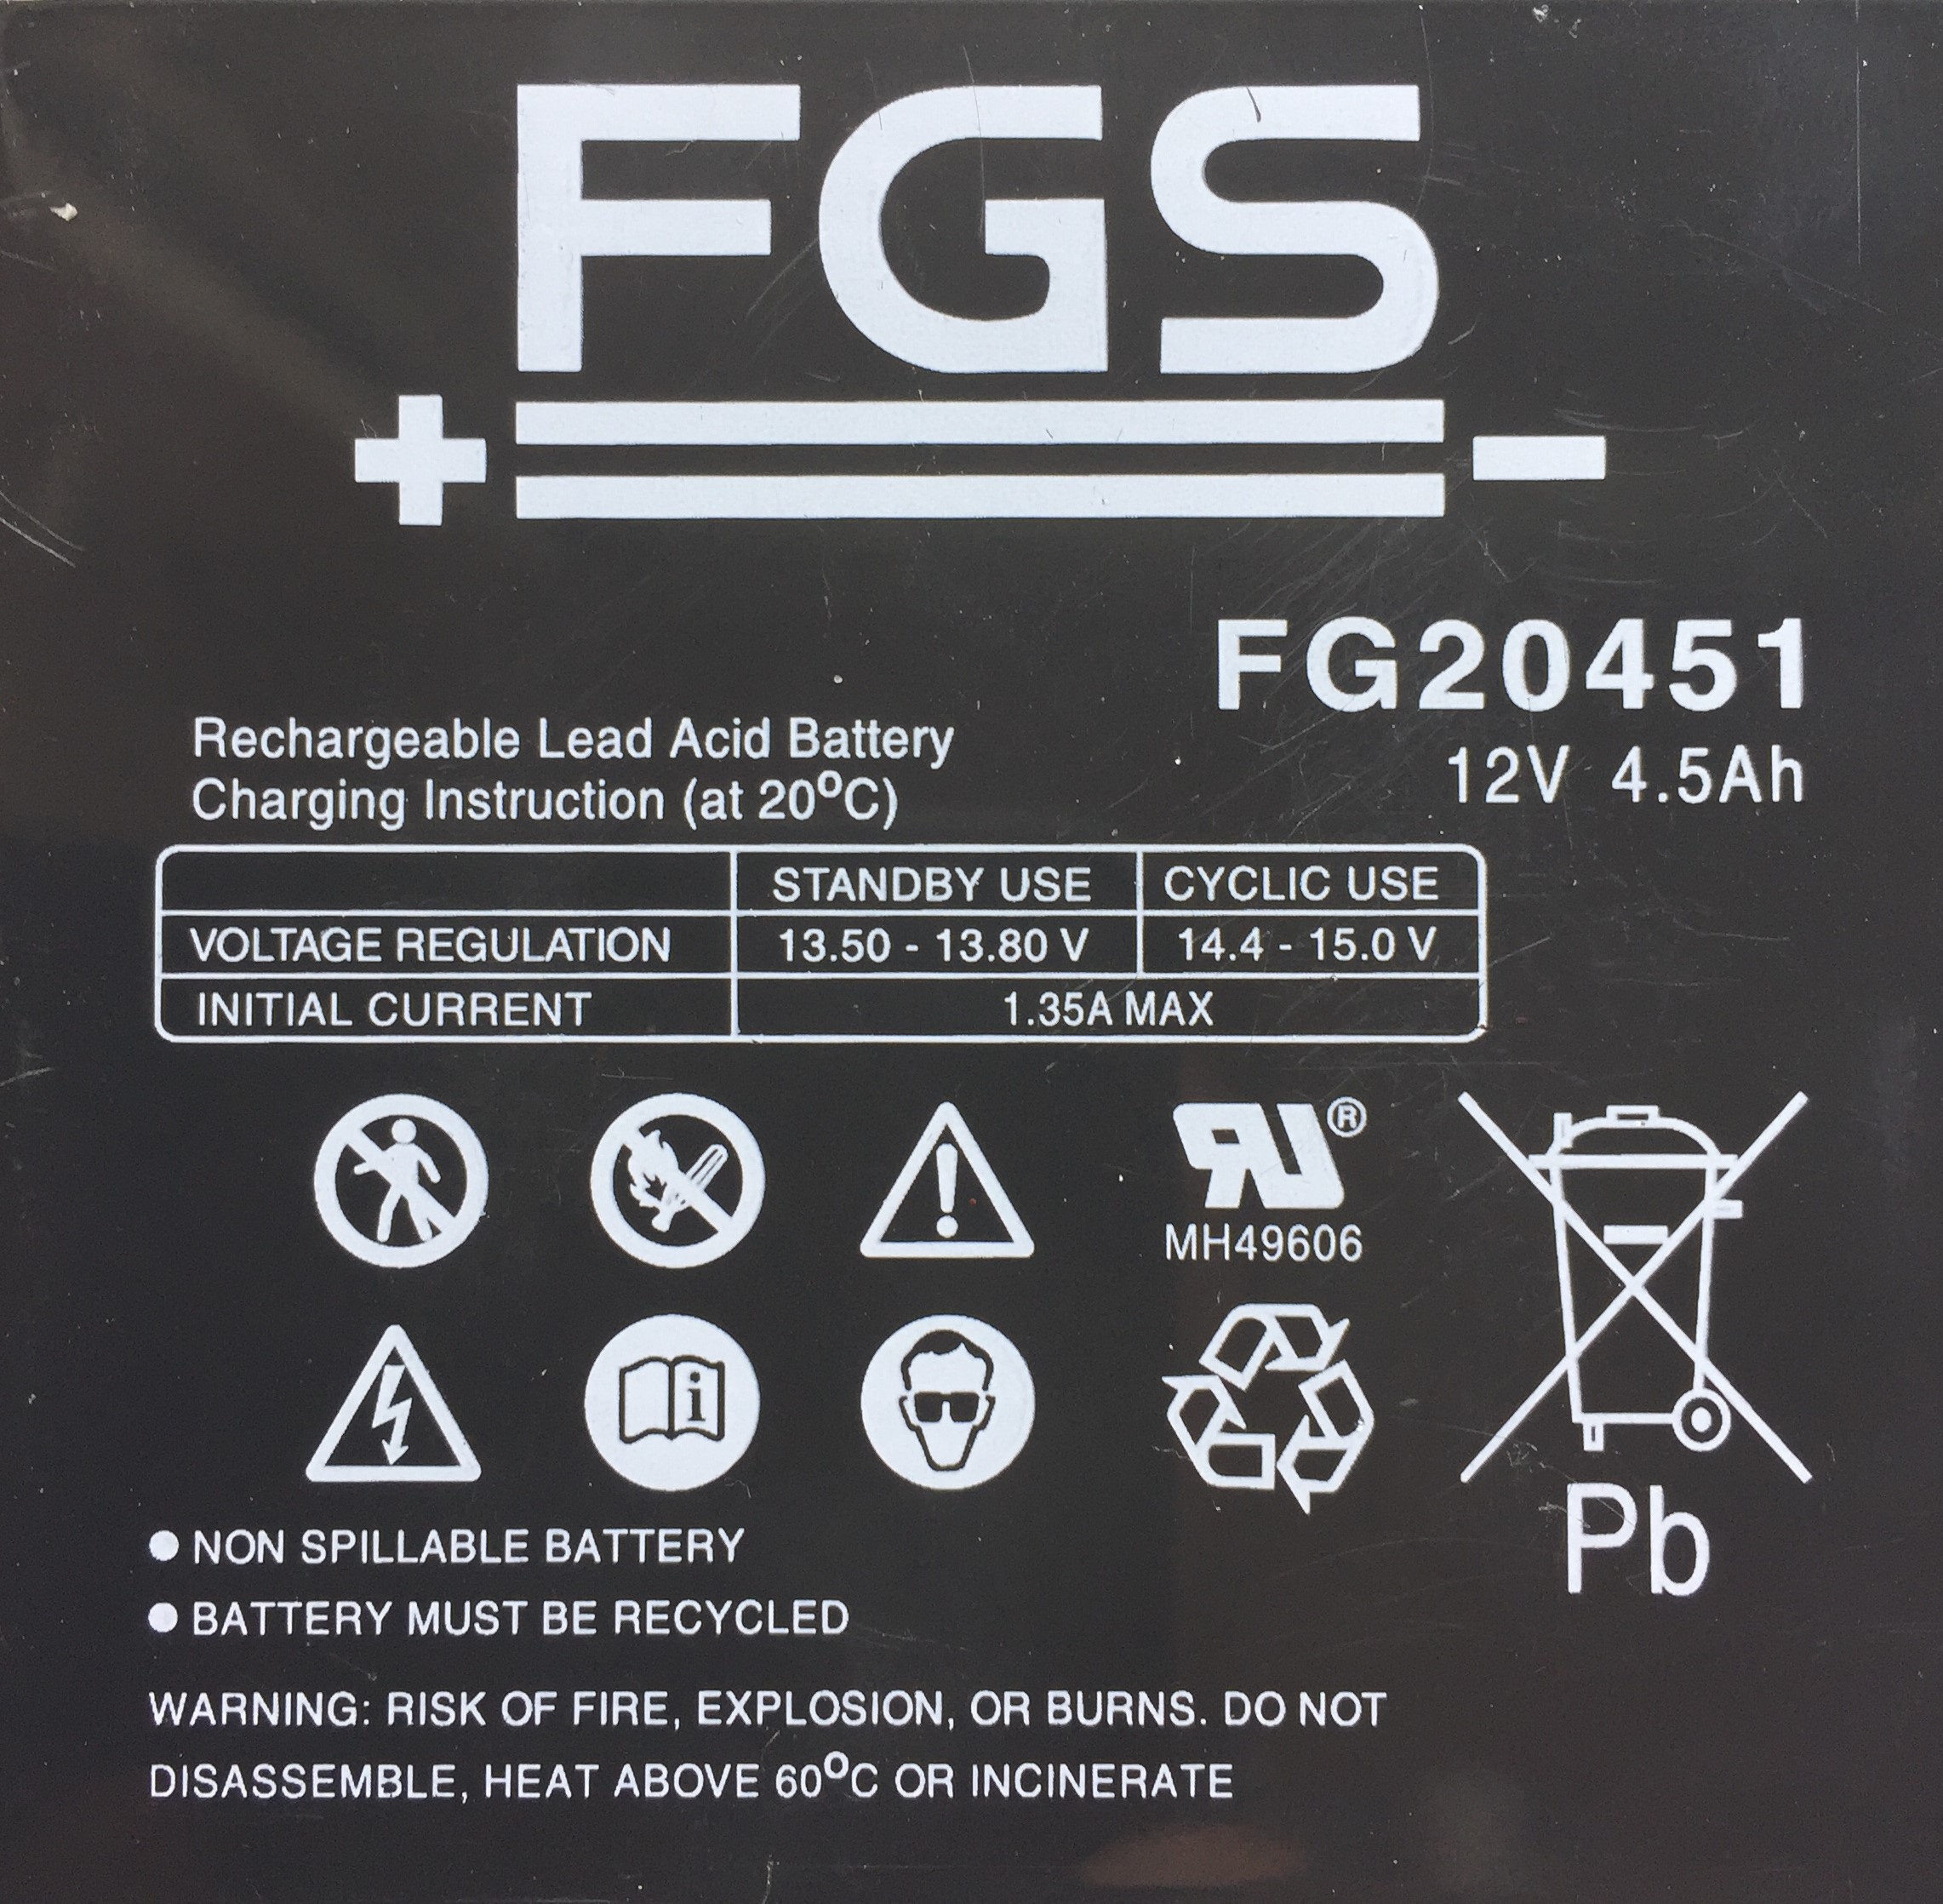 FGS
+ -
FG20451
12V 4.5Ah
Rechargeable Lead Acid Battery
Charging Instruction (at 20ºC)
STANDBY USE CYCLIC USE
VOLTAGE REGULATION 13.50 - 13.80 V 14.4 - 15.0 V
INITIAL CURRENT 1.35A MAX
®
MH49606
Pb
● NON SPILLABLE BATTERY
● BATTERY MUST BE RECYCLED
WARNING: RISK OF FIRE, EXPLOSION, OR BURNS. DO NOT
DISASSEMBLE, HEAT ABOVE 60ºC OR INCINERATE